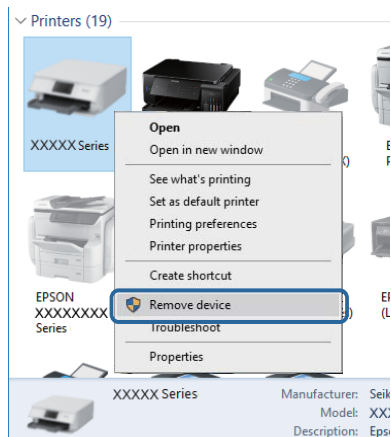 Printers (19)
XXXXX Series
Open
Open in new window
See what's printing
Set as default printer
Printing preferences
Printer properties
Create shortcut
Remove device
Troubleshoot
Properties
EPSON
XXXXXXXX
Series
XXXXX Series
Manufacturer:
Model:
Description: